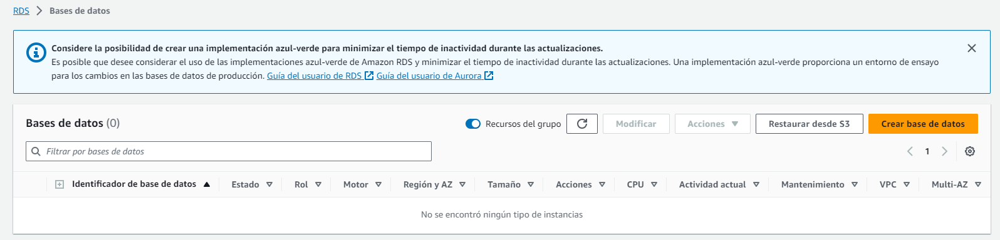 RDS > Bases de datos
Considere la posibilidad de crear una implementación azul-verde para minimizar el tiempo de inactividad durante las actualizaciones.
Es posible que desee considerar el uso de las implementaciones azul-verde de Amazon RDS y minimizar el tiempo de inactividad durante las actualizaciones. Una implementación azul-verde proporciona un entorno de ensayo
para los cambios en las bases de datos de producción. Guía del usuario de RDS Guía del usuario de Aurora
Bases de datos (0) Recursos del grupo Modificar Acciones Restaurar desde S3 Crear base de datos
Filtrar por bases de datos 1
Identificador de base de datos Estado Rol Motor Región y AZ Tamaño Acciones CPU Actividad actual Mantenimiento VPC Multi-AZ
No se encontró ningún tipo de instancias